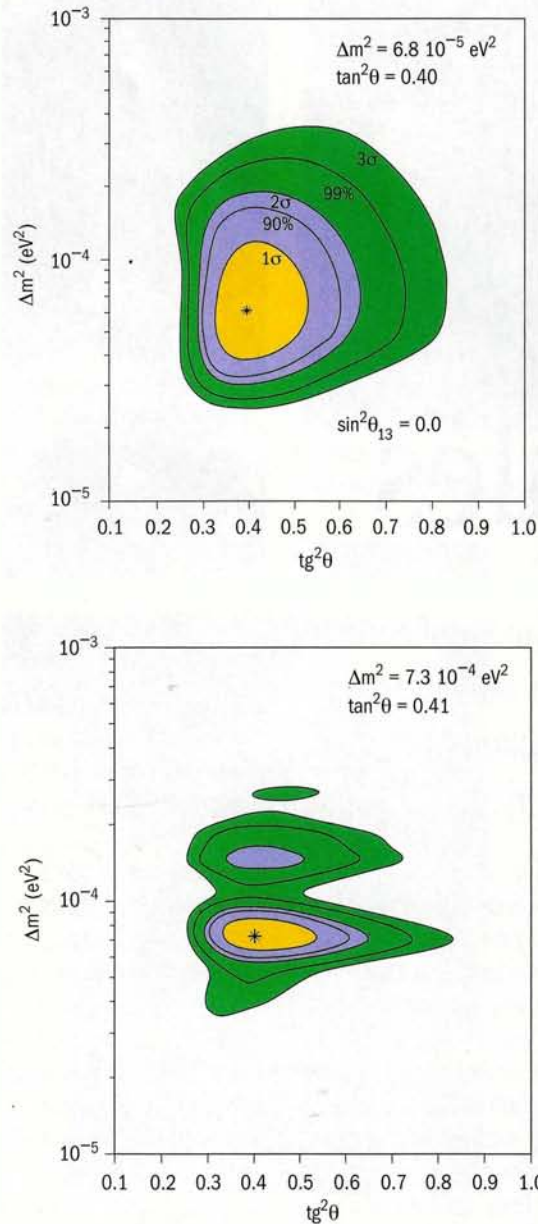 10⁻³
Δm² = 6.8 10⁻⁵ eV²
tan²θ = 0.40
3σ
99%
2σ
90%
1σ
10⁻⁴
Δm² (eV²)
sin²θ₁₃ = 0.0
10⁻⁵
0.1 0.2 0.3 0.4 0.5 0.6 0.7 0.8 0.9 1.0
tg²θ
10⁻³
Δm² = 7.3 10⁻⁴ eV²
tan²θ = 0.41
10⁻⁴
Δm² (eV²)
10⁻⁵
0.1 0.2 0.3 0.4 0.5 0.6 0.7 0.8 0.9 1.0
tg²θ